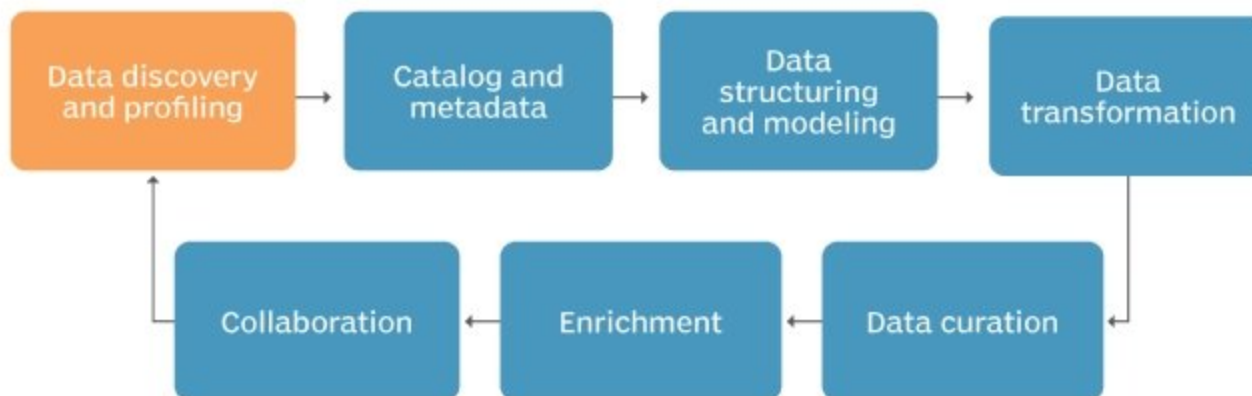 Data discovery
and profiling
Catalog and
metadata
Data
structuring
and modeling
Data
transformation
Data curation
Enrichment
Collaboration